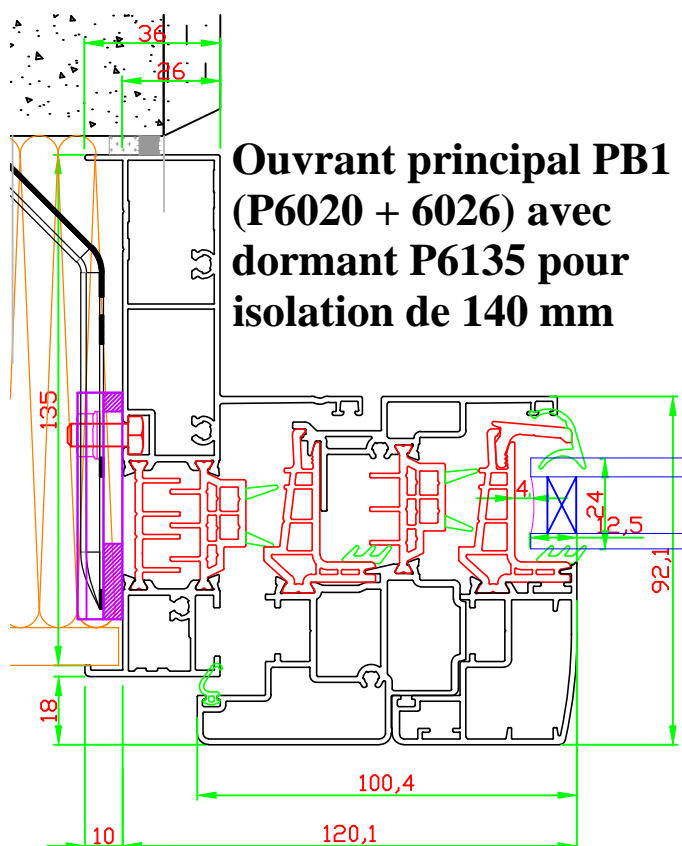 36
26
Ouvrant principal PB1
(P6020 + 6026) avec
dormant P6135 pour
isolation de 140 mm
135
4
24
12,5
92,1
18
100,4
10
120,1